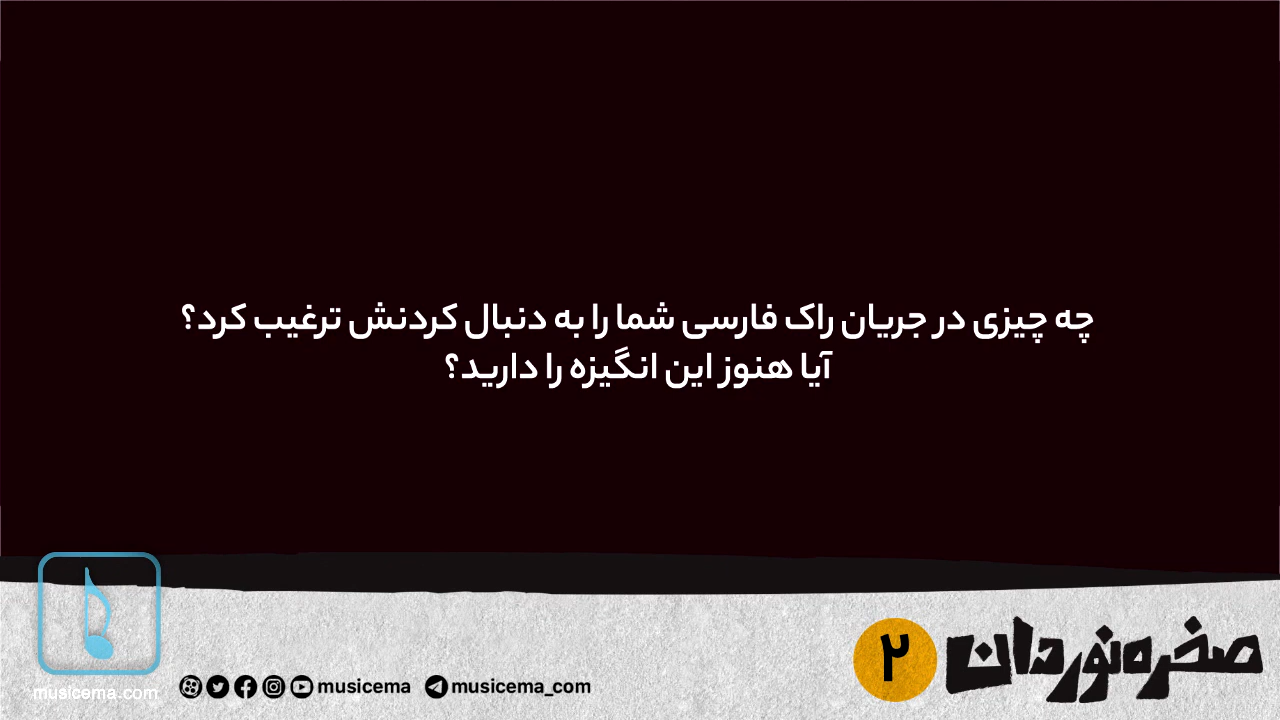 چه چیزی در جریان راک فارسی شما را به دنبال کردنش ترغیب کرد؟
آیا هنوز این انگیزه را دارید؟
صخره‌نوردان ۲
musicema musicema_com
musicema.com